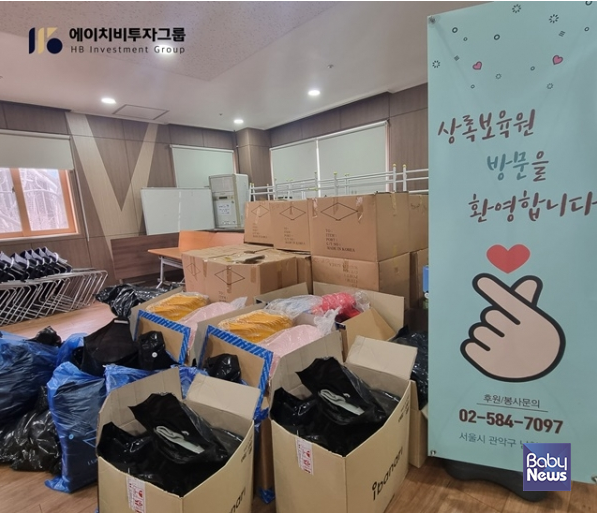 에이치비투자그룹
HB Investment Group
상록보육원
방문을
환영합니다
후원/봉사문의
02-584-7097
서울시 관악구
Baby
News